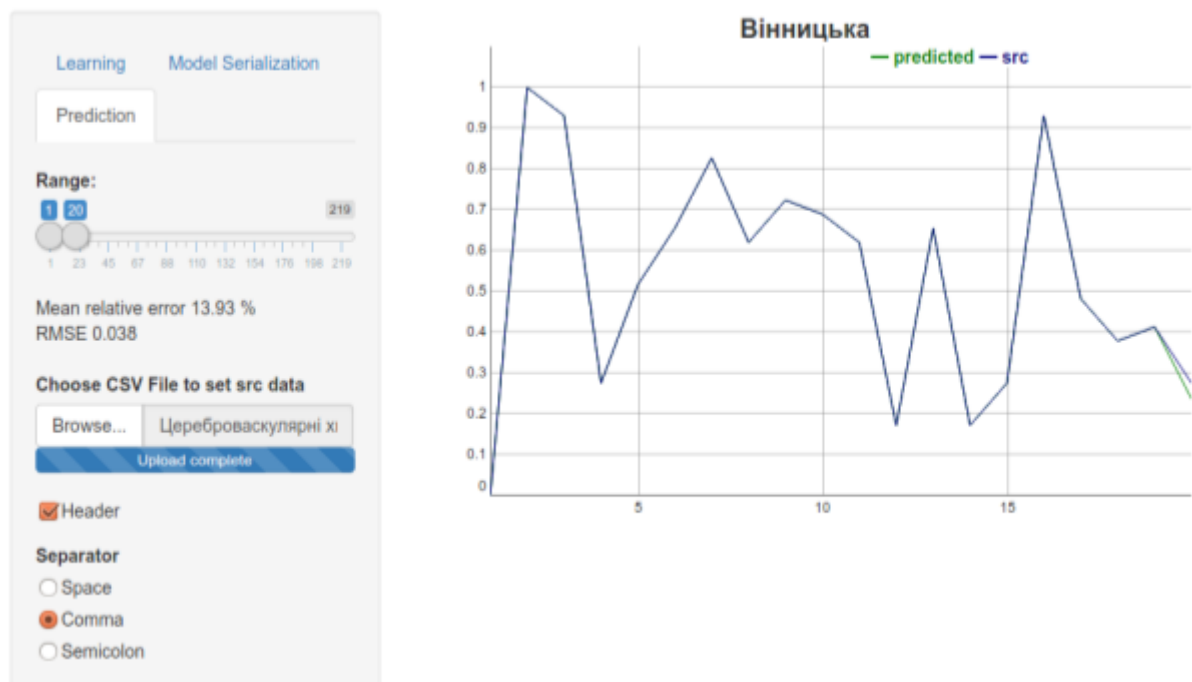 Learning Model Serialization
Prediction
Range:
1 20 219
1 23 45 67 88 110 132 154 176 198 219
Mean relative error 13.93 %
RMSE 0.038
Choose CSV File to set src data
Browse... Цереброваскулярні х
Upload complete
Header
Separator
Space
Comma
Semicolon
Вінницька
predicted src
1
0.9
0.8
0.7
0.6
0.5
0.4
0.3
0.2
0.1
0
5 10 15